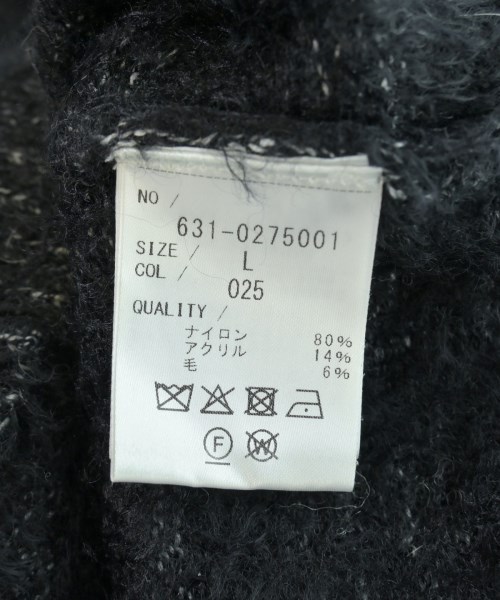 NO /
631-0275001
SIZE /
L
COL /
025
QUALITY /
ナイロン 80%
アクリル 14%
毛 6%
F W